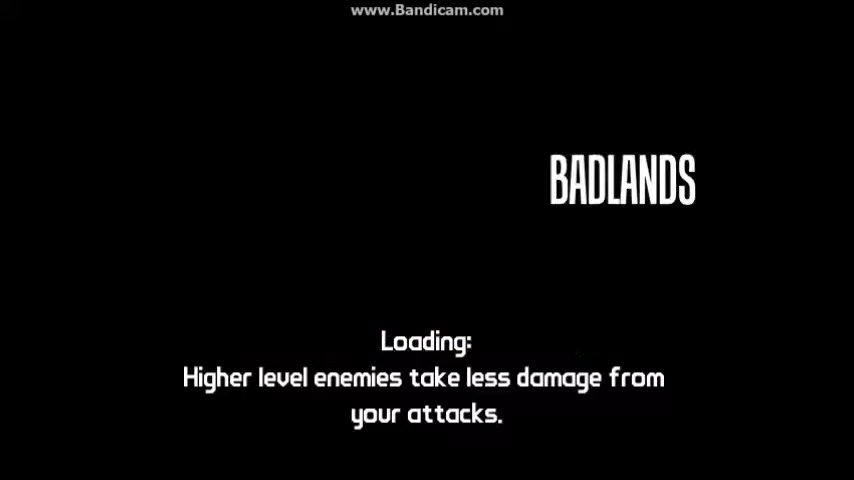 www.Bandicam.com
BADLANDS
Loading:
Higher level enemies take less damage from
your attacks.